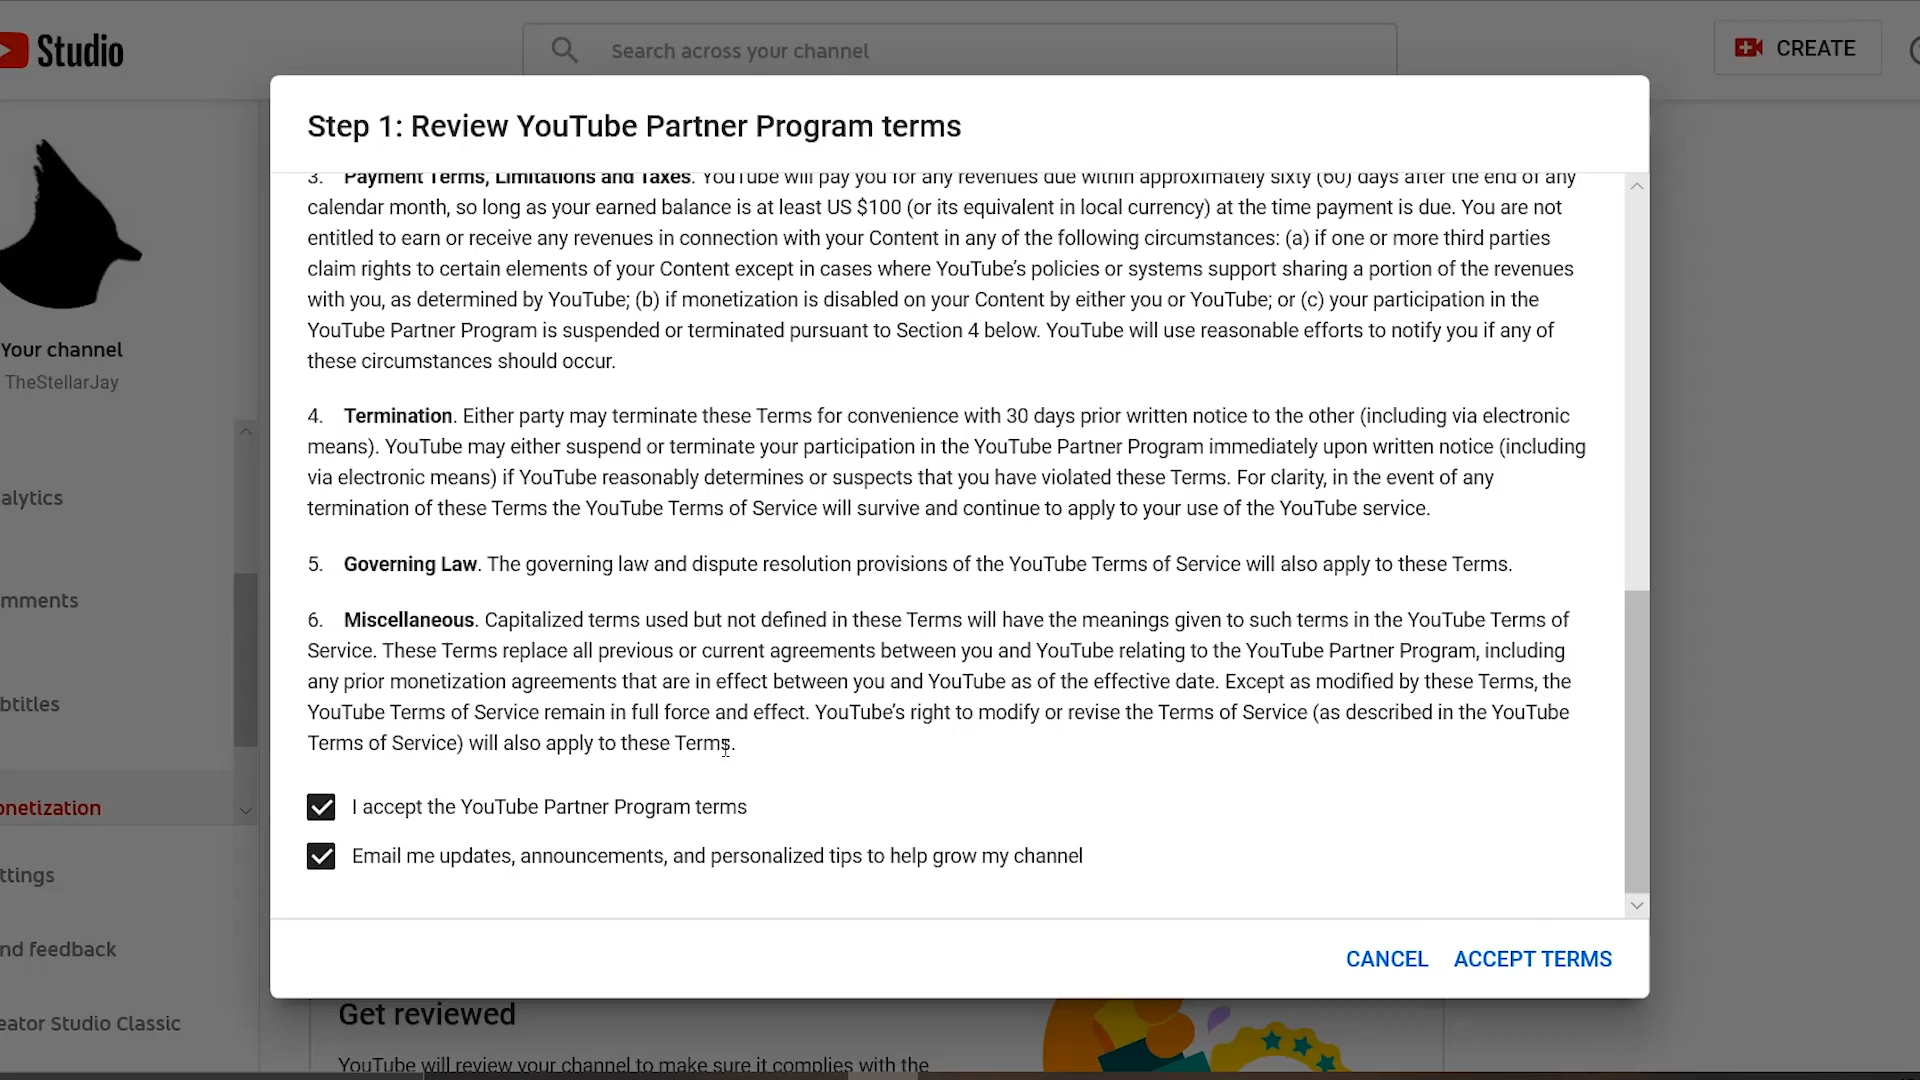 Studio
Search across your channel
CREATE
Step 1: Review YouTube Partner Program terms
3. Payment Terms, Limitations and Taxes. YouTube will pay you for any revenues due within approximately sixty (60) days after the end of any
calendar month, so long as your earned balance is at least US $100 (or its equivalent in local currency) at the time payment is due. You are not
entitled to earn or receive any revenues in connection with your Content in any of the following circumstances: (a) if one or more third parties
claim rights to certain elements of your Content except in cases where YouTube’s policies or systems support sharing a portion of the revenues
with you, as determined by YouTube; (b) if monetization is disabled on your Content by either you or YouTube; or (c) your participation in the
YouTube Partner Program is suspended or terminated pursuant to Section 4 below. YouTube will use reasonable efforts to notify you if any of
these circumstances should occur.
4. Termination. Either party may terminate these Terms for convenience with 30 days prior written notice to the other (including via electronic
means). YouTube may either suspend or terminate your participation in the YouTube Partner Program immediately upon written notice (including
via electronic means) if YouTube reasonably determines or suspects that you have violated these Terms. For clarity, in the event of any
termination of these Terms the YouTube Terms of Service will survive and continue to apply to your use of the YouTube service.
5. Governing Law. The governing law and dispute resolution provisions of the YouTube Terms of Service will also apply to these Terms.
6. Miscellaneous. Capitalized terms used but not defined in these Terms will have the meanings given to such terms in the YouTube Terms of
Service. These Terms replace all previous or current agreements between you and YouTube relating to the YouTube Partner Program, including
any prior monetization agreements that are in effect between you and YouTube as of the effective date. Except as modified by these Terms, the
YouTube Terms of Service remain in full force and effect. YouTube’s right to modify or revise the Terms of Service (as described in the YouTube
Terms of Service) will also apply to these Terms.
I accept the YouTube Partner Program terms
Email me updates, announcements, and personalized tips to help grow my channel
CANCEL ACCEPT TERMS
Your channel
TheStellarJay
alytics
mments
btitles
onetization
ttings
nd feedback
eator Studio Classic
Get reviewed
YouTube will review your channel to make sure it complies with the